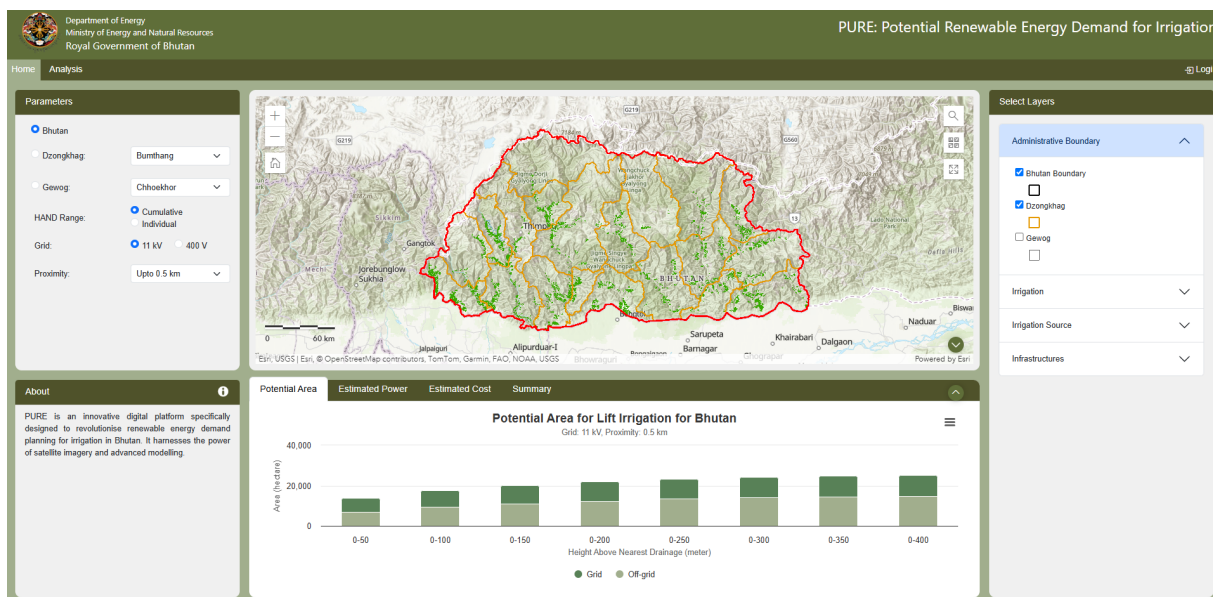 Department of Energy
Ministry of Energy and Natural Resources
Royal Government of Bhutan
PURE: Potential Renewable Energy Demand for Irrigation
Home
Analysis
Logi
Parameters
Bhutan
Dzongkhag:
Bumthang
Gewog:
Chhoekhor
HAND Range:
Cumulative
Individual
Grid:
11 kV
400 V
Proximity:
Upto 0.5 km
About
PURE is an innovative digital platform specifically
designed to revolutionise renewable energy demand
planning for irrigation in Bhutan. It harnesses the power
of satellite imagery and advanced modelling.
G219
G219
G560
13
Sikkim
Gangtok
Mechi
Jorebunglow
Sukhia
BHUTAN
Lado National
Park
Biswa
Naduar
Sarupeta
Khairabari
Dalgaon
Barnagar
Alipurduar-I
Jalpaiguri
0
60 km
Esri, USGS | Esri, © OpenStreetMap contributors, TomTom, Garmin, FAO, NOAA, USGS
Powered by Esri
Potential Area
Estimated Power
Estimated Cost
Summary
Potential Area for Lift Irrigation for Bhutan
Grid: 11 kV, Proximity: 0.5 km
Area (hectare)
40,000
20,000
0
0-50
0-100
0-150
0-200
0-250
0-300
0-350
0-400
Height Above Nearest Drainage (meter)
Grid
Off-grid
Select Layers
Administrative Boundary
Bhutan Boundary
Dzongkhag
Gewog
Irrigation
Irrigation Source
Infrastructures